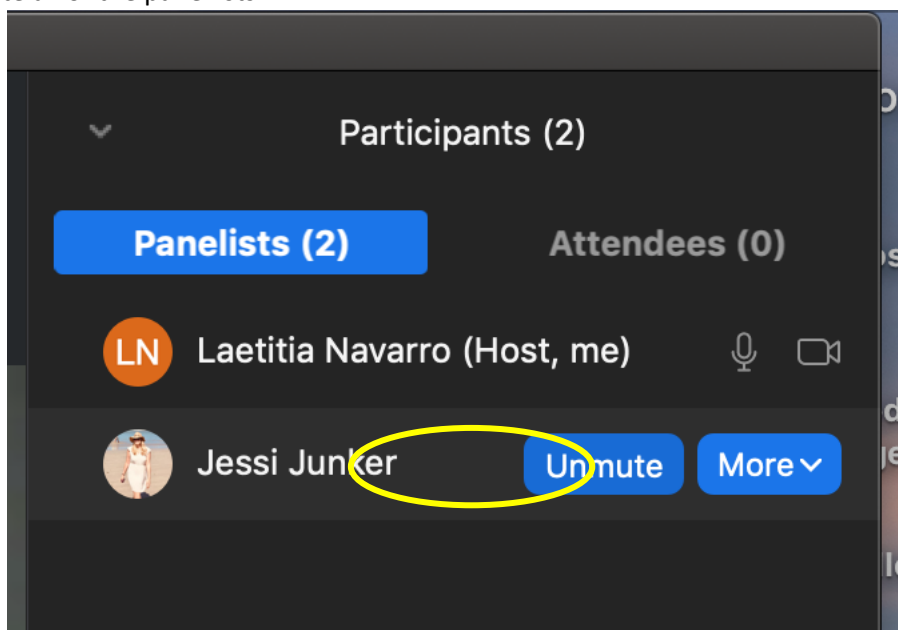 Participants (2)
Panelists (2) Attendees (0)
LN Laetitia Navarro (Host, me)
Jessi Junker Unmute More